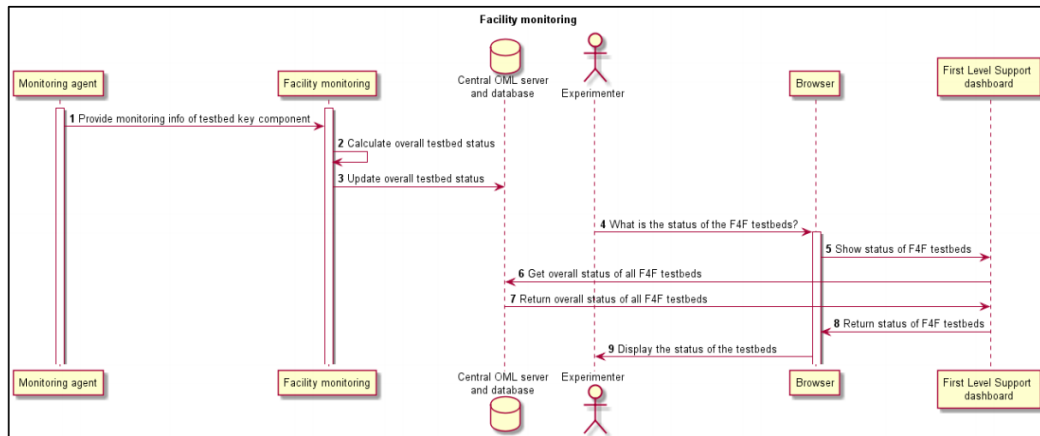 Facility monitoring
Monitoring agent
Facility monitoring
Central OML server
and database
Experimenter
Browser
First Level Support
dashboard
1 Provide monitoring info of testbed key component
2 Calculate overall testbed status
3 Update overall testbed status
4 What is the status of the F4F testbeds?
5 Show status of F4F testbeds
6 Get overall status of all F4F testbeds
7 Return overall status of all F4F testbeds
8 Return status of F4F testbeds
9 Display the status of the testbeds
Monitoring agent
Facility monitoring
Central OML server
and database
Experimenter
Browser
First Level Support
dashboard